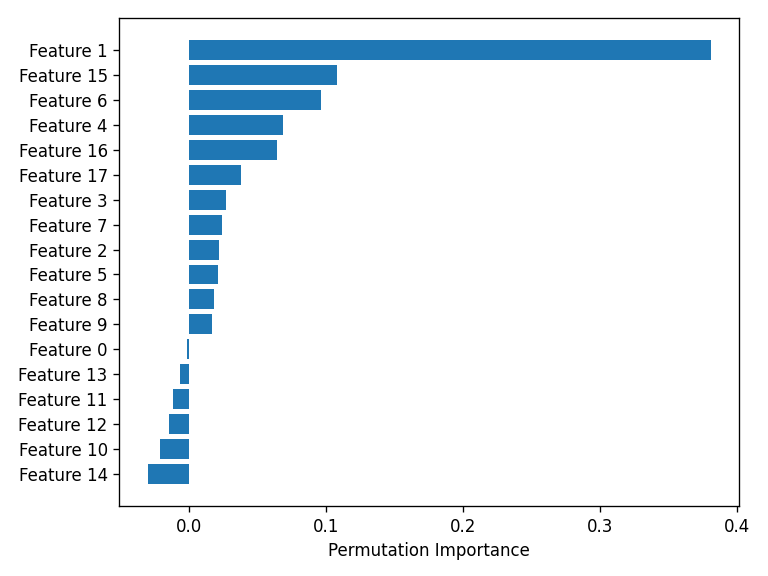 Feature 1
Feature 15
Feature 6
Feature 4
Feature 16
Feature 17
Feature 3
Feature 7
Feature 2
Feature 5
Feature 8
Feature 9
Feature 0
Feature 13
Feature 11
Feature 12
Feature 10
Feature 14
0.0 0.1 0.2 0.3 0.4
Permutation Importance